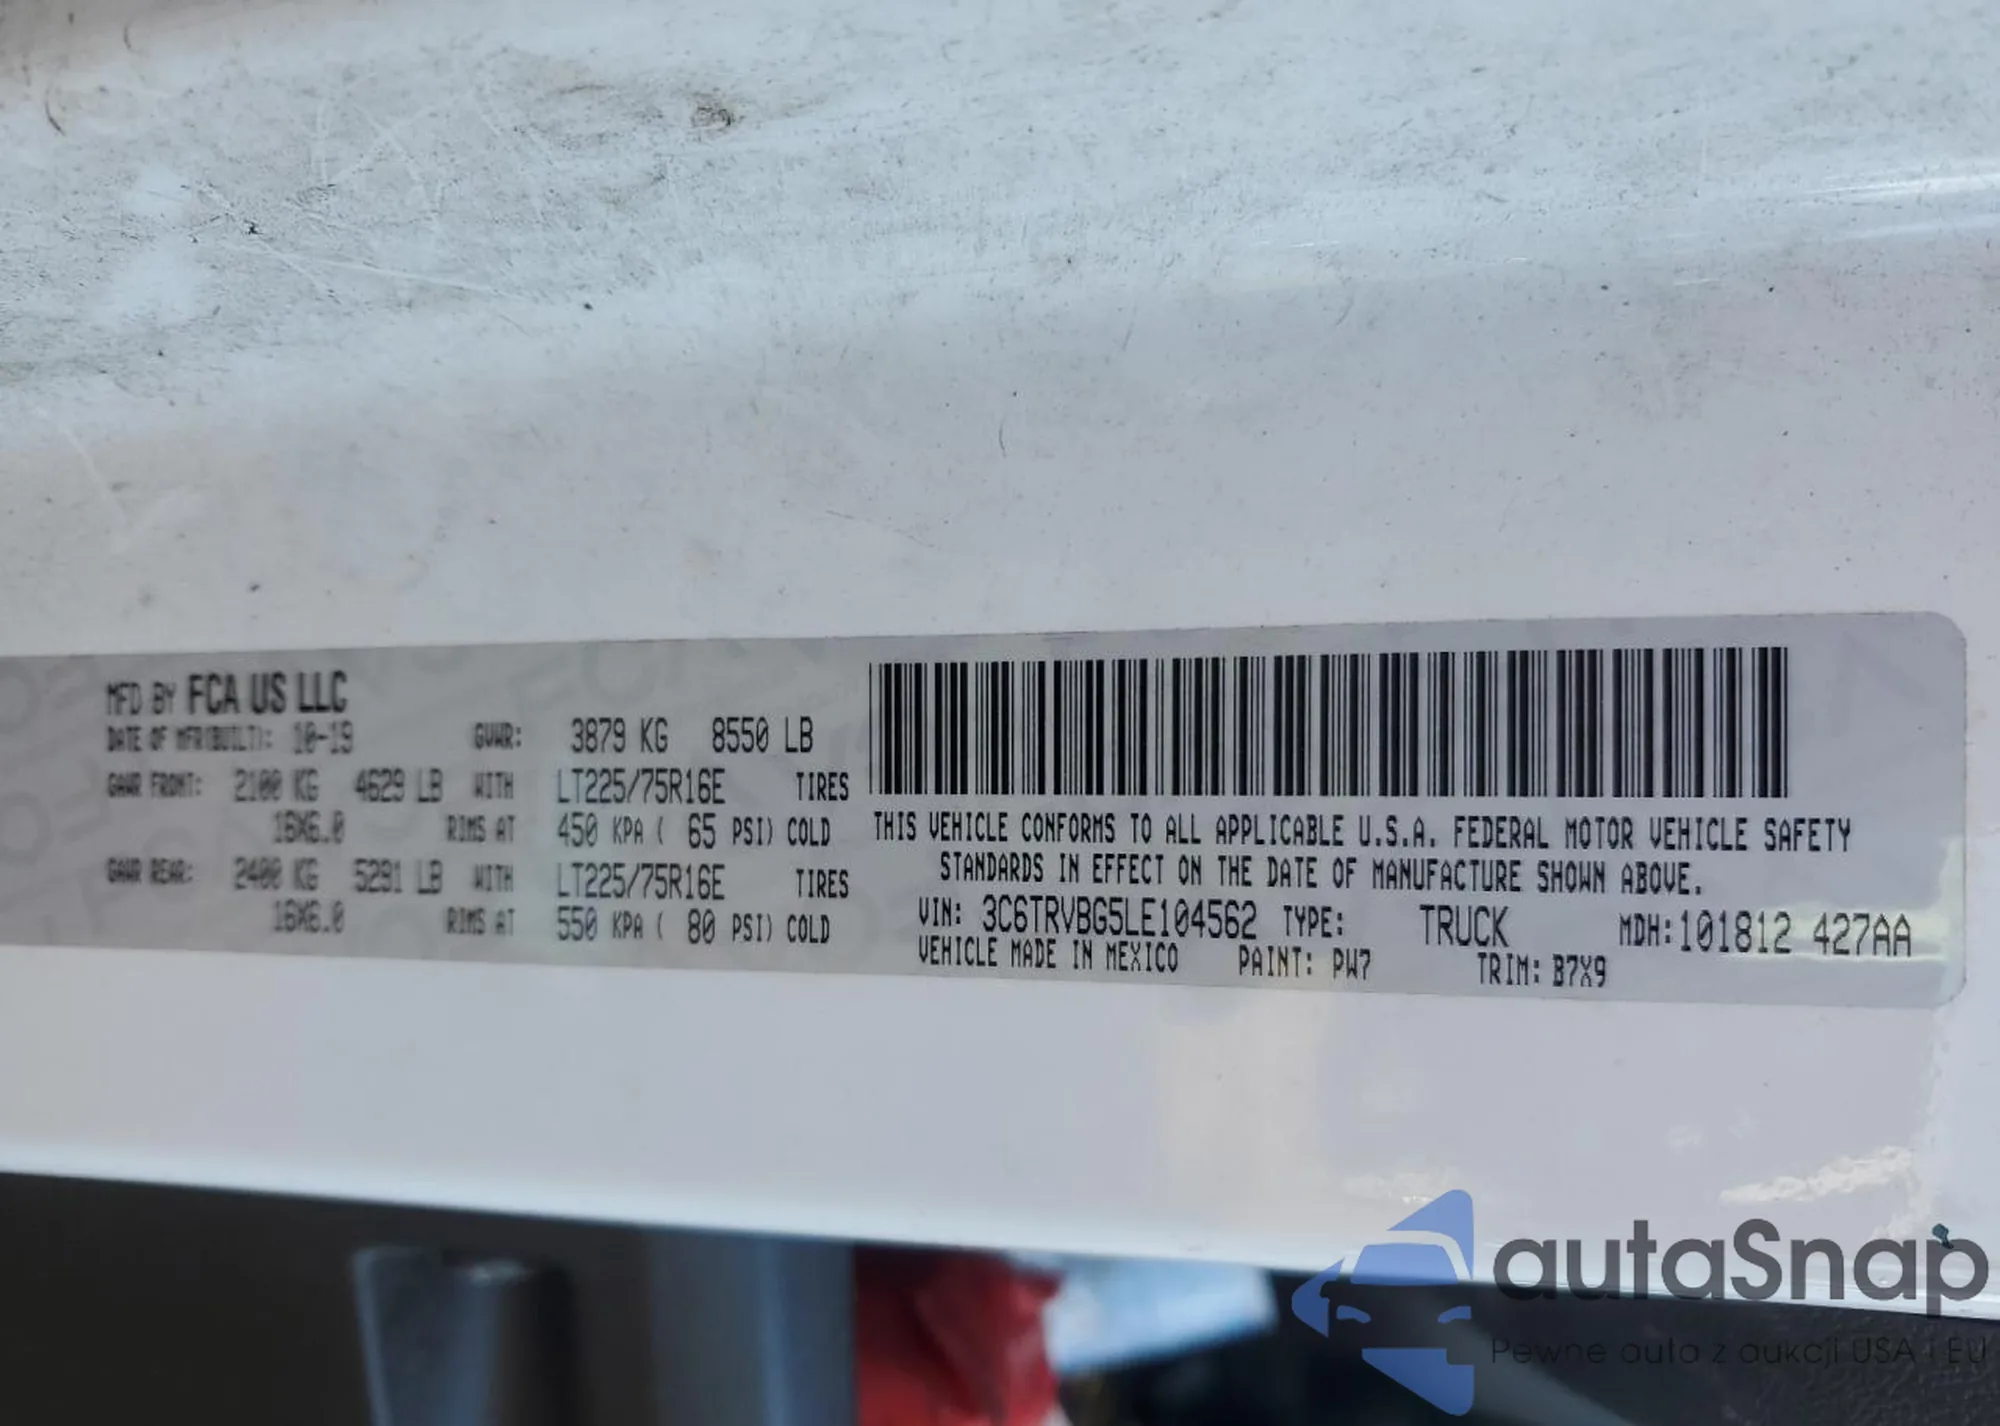 MFD BY FCA US LLC
DATE OF MFR(BUILT): 10-19 GVWR: 3879 KG 8550 LB
GAWR FRONT: 2100 KG 4629 LB WITH LT225/75R16E TIRES
16X6.0 RIMS AT 450 KPA ( 65 PSI) COLD
GAWR REAR: 2400 KG 5291 LB WITH LT225/75R16E TIRES
16X6.0 RIMS AT 550 KPA ( 80 PSI) COLD
THIS VEHICLE CONFORMS TO ALL APPLICABLE U.S.A. FEDERAL MOTOR VEHICLE SAFETY
STANDARDS IN EFFECT ON THE DATE OF MANUFACTURE SHOWN ABOVE.
VIN: 3C6TRVBG5LE104562 TYPE: TRUCK MDH:101812 427AA
VEHICLE MADE IN MEXICO PAINT: PW7 TRIM: B7X9
autaSnap
Pewne auta z aukcji USA i EU